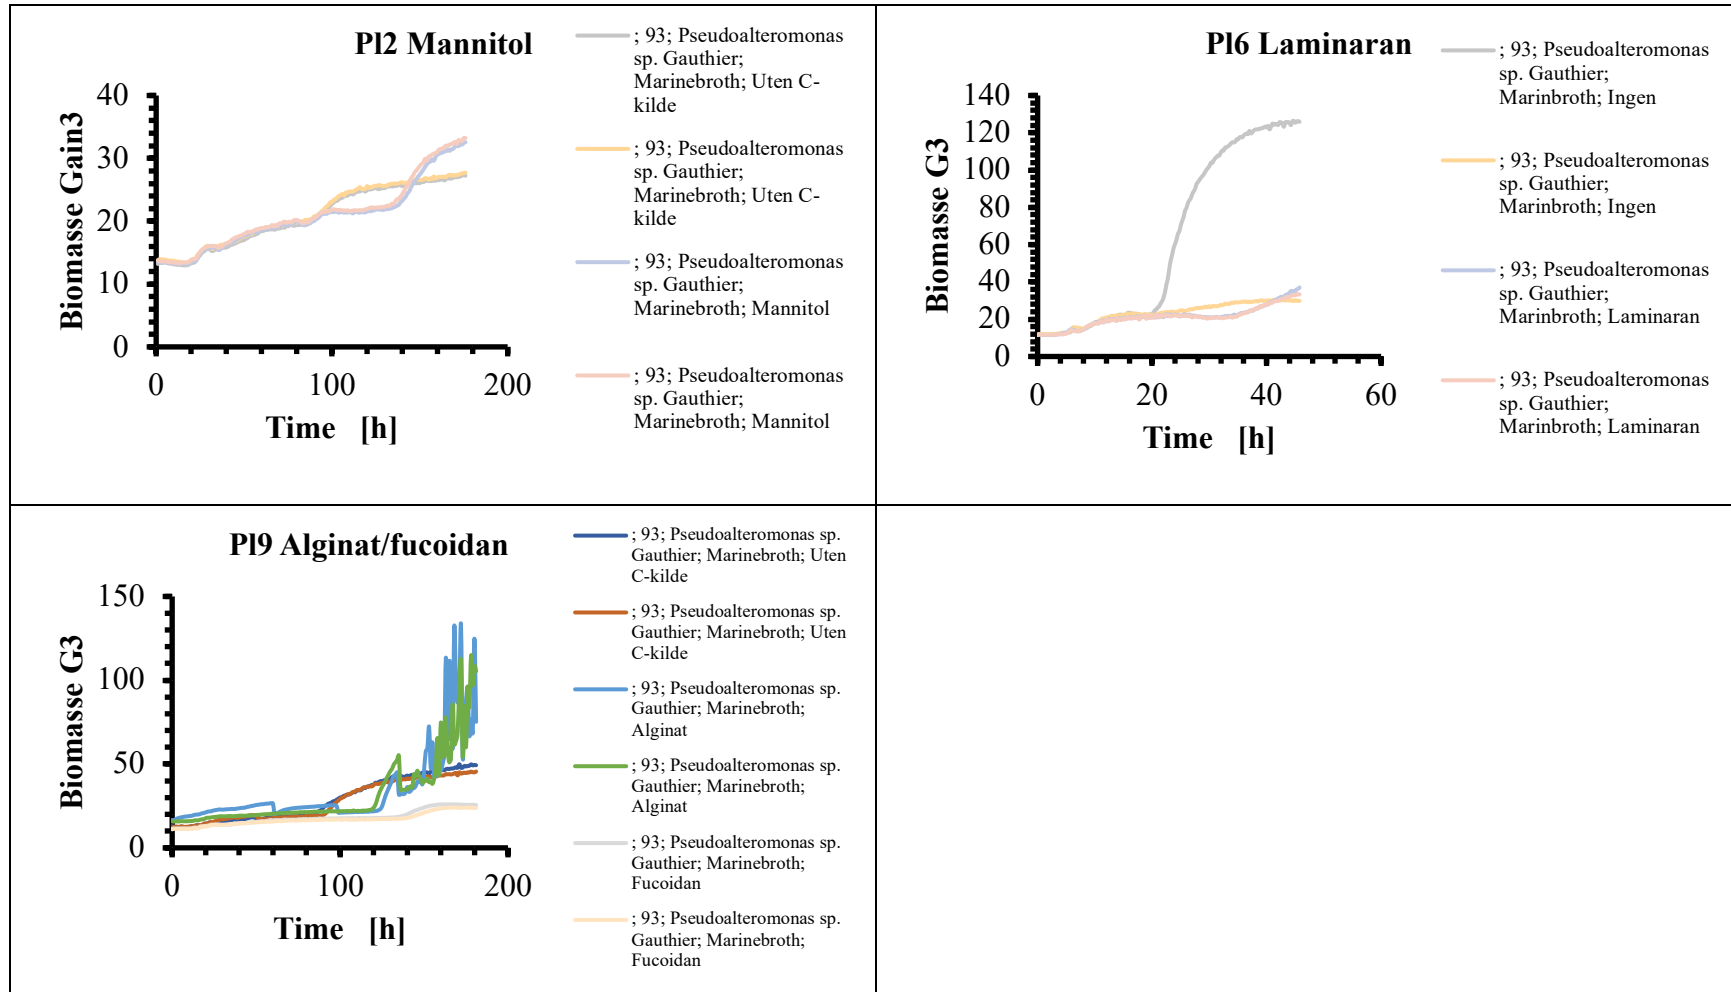 Pl2 Mannitol
40
30
20
10
0
0
100
200
Biomasse Gain3
Time [h]
; 93; Pseudoalteromonas
sp. Gauthier;
Marinebroth; Uten C-
kilde
; 93; Pseudoalteromonas
sp. Gauthier;
Marinebroth; Uten C-
kilde
; 93; Pseudoalteromonas
sp. Gauthier;
Marinebroth; Mannitol
; 93; Pseudoalteromonas
sp. Gauthier;
Marinebroth; Mannitol
Pl6 Laminaran
140
120
100
80
60
40
20
0
0
20
40
60
Biomasse G3
Time [h]
; 93; Pseudoalteromonas
sp. Gauthier;
Marinbroth; Ingen
; 93; Pseudoalteromonas
sp. Gauthier;
Marinbroth; Ingen
; 93; Pseudoalteromonas
sp. Gauthier;
Marinbroth; Laminaran
; 93; Pseudoalteromonas
sp. Gauthier;
Marinbroth; Laminaran
Pl9 Alginat/fucoidan
150
100
50
0
0
100
200
Biomasse G3
Time [h]
; 93; Pseudoalteromonas sp.
Gauthier; Marinebroth; Uten
C-kilde
; 93; Pseudoalteromonas sp.
Gauthier; Marinebroth; Uten
C-kilde
; 93; Pseudoalteromonas sp.
Gauthier; Marinebroth;
Alginat
; 93; Pseudoalteromonas sp.
Gauthier; Marinebroth;
Alginat
; 93; Pseudoalteromonas sp.
Gauthier; Marinebroth;
Fucoidan
; 93; Pseudoalteromonas sp.
Gauthier; Marinebroth;
Fucoidan